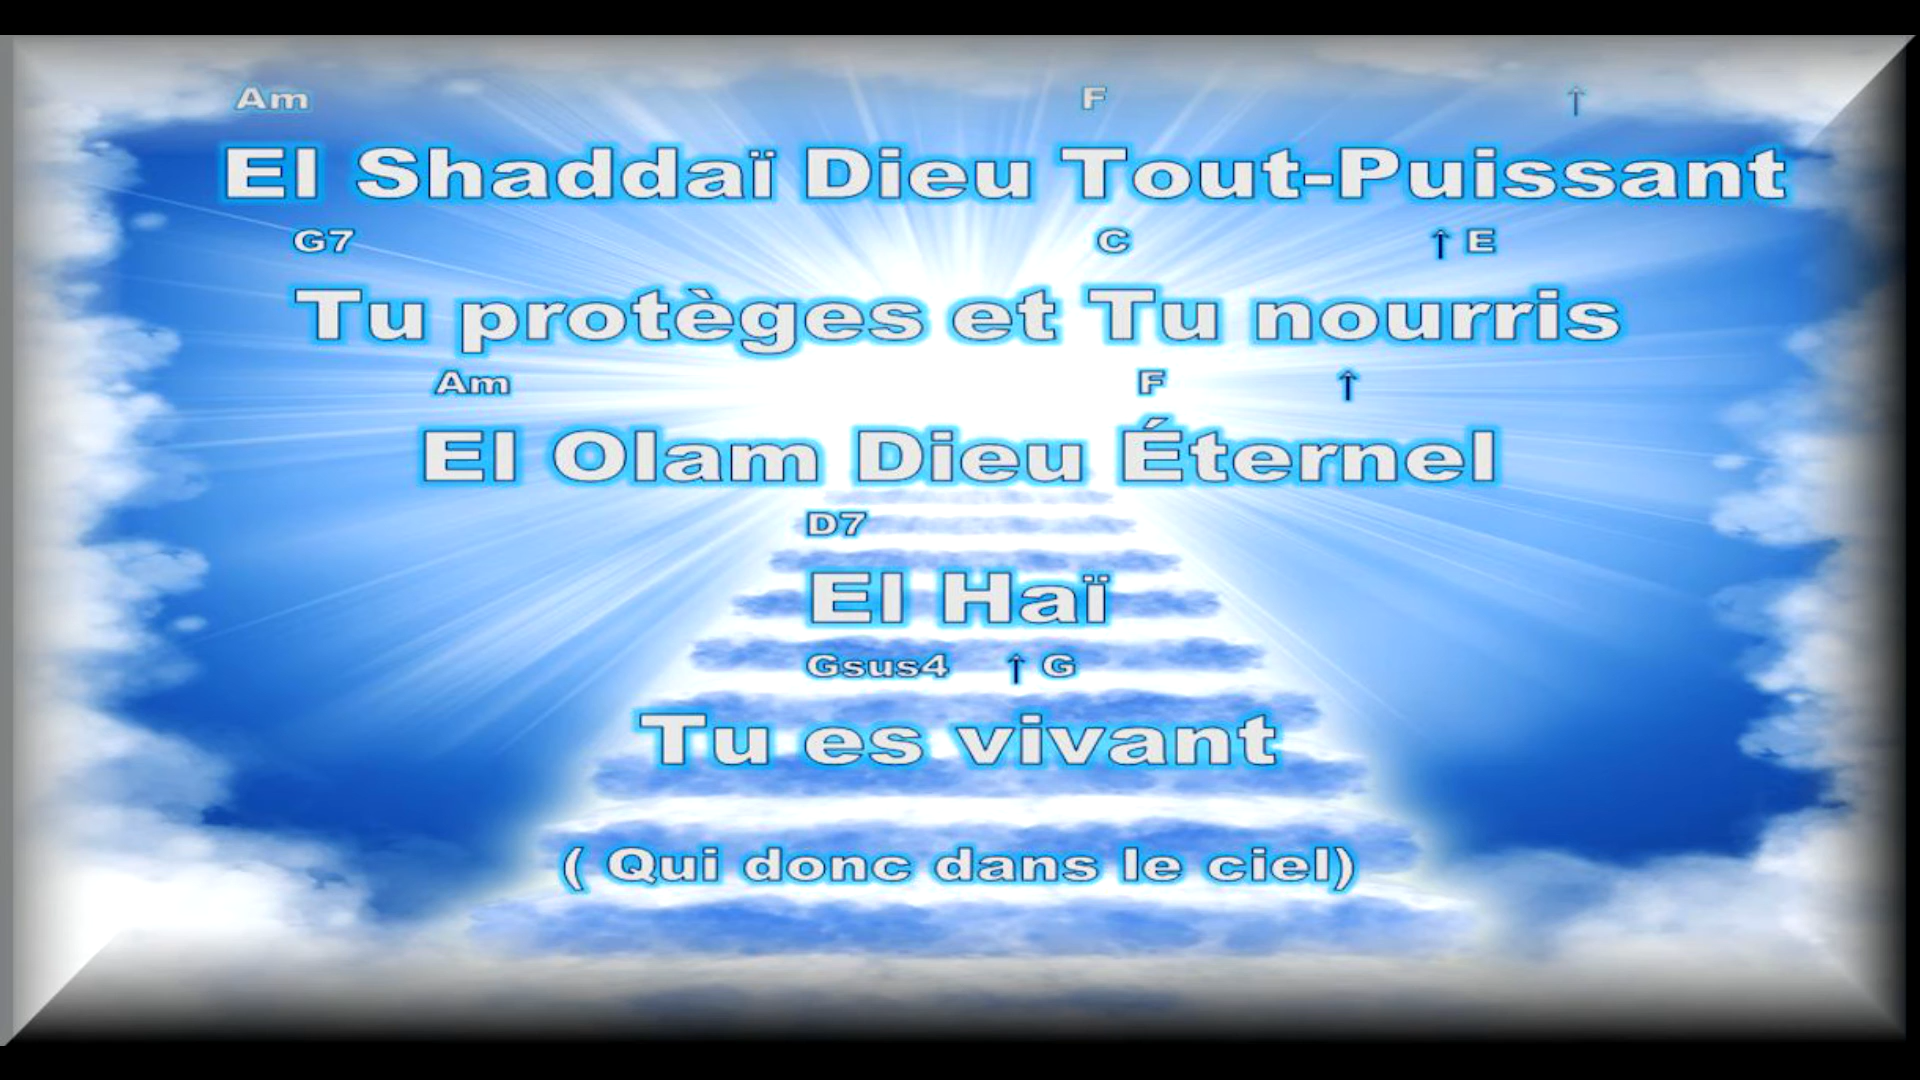 Am F ↑
El Shaddaï Dieu Tout-Puissant
G7 C ↑ E
Tu protèges et Tu nourris
Am F ↑
El Olam Dieu Éternel
D7
El Haï
Gsus4 ↑ G
Tu es vivant
( Qui donc dans le ciel)